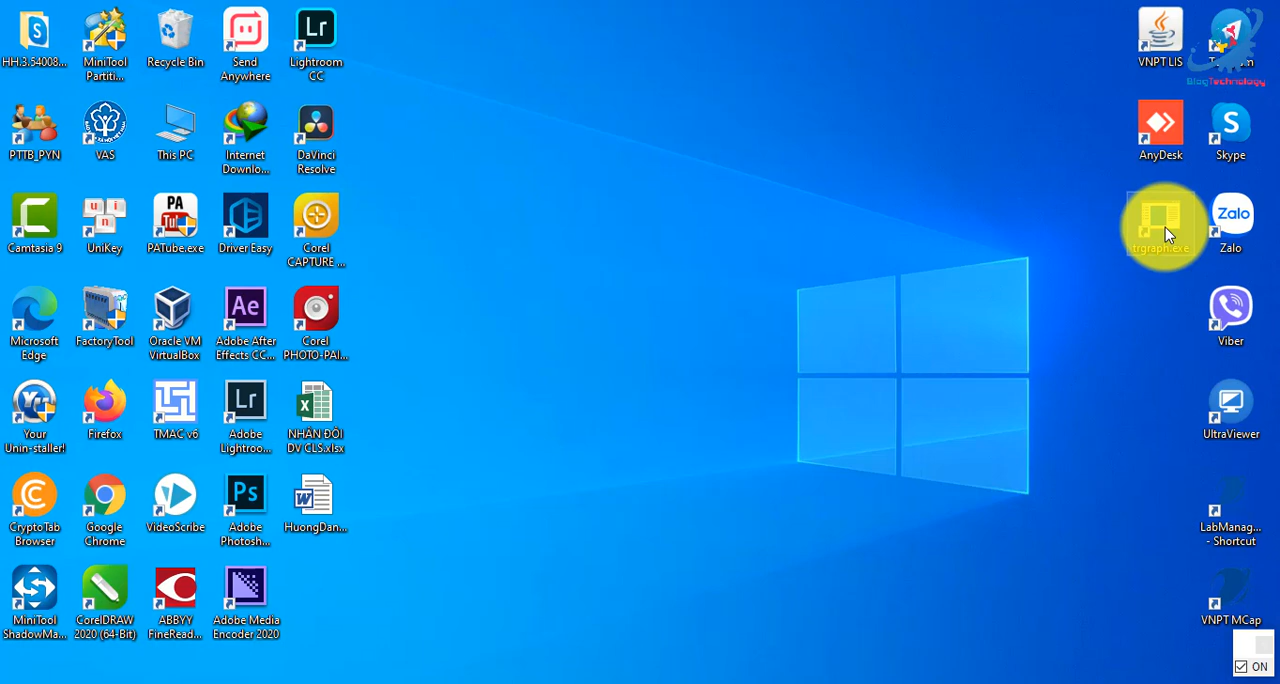 HH.3.54008...
MiniTool
Partiti...
Recycle Bin
Send
Anywhere
Lr
Lightroom
CC
VNPT LIS
BlogTechnology
PTTB_PYN
VAS
This PC
Internet
Downlo...
DaVinci
Resolve
AnyDesk
S
Skype
Camtasia 9
u i
n
UniKey
PA
Tube
PATube.exe
Driver Easy
Corel
CAPTURE ...
trgraph.exe
Zalo
Zalo
Microsoft
Edge
FactoryTool
Oracle VM
VirtualBox
Ae
Adobe After
Effects CC...
Corel
PHOTO-PAI...
Viber
Your
Unin-staller!
Firefox
TMAC v6
Lr
Adobe
Lightroo...
X
NHÂN ĐÔI
DV CLS.xlsx
UltraViewer
CryptoTab
Browser
Google
Chrome
VideoScribe
Ps
Adobe
Photosh...
W
HuongDan...
LabManag...
- Shortcut
MiniTool
ShadowMa...
CorelDRAW
2020 (64-Bit)
ABBYY
FineRead...
Adobe Media
Encoder 2020
VNPT MCap
ON